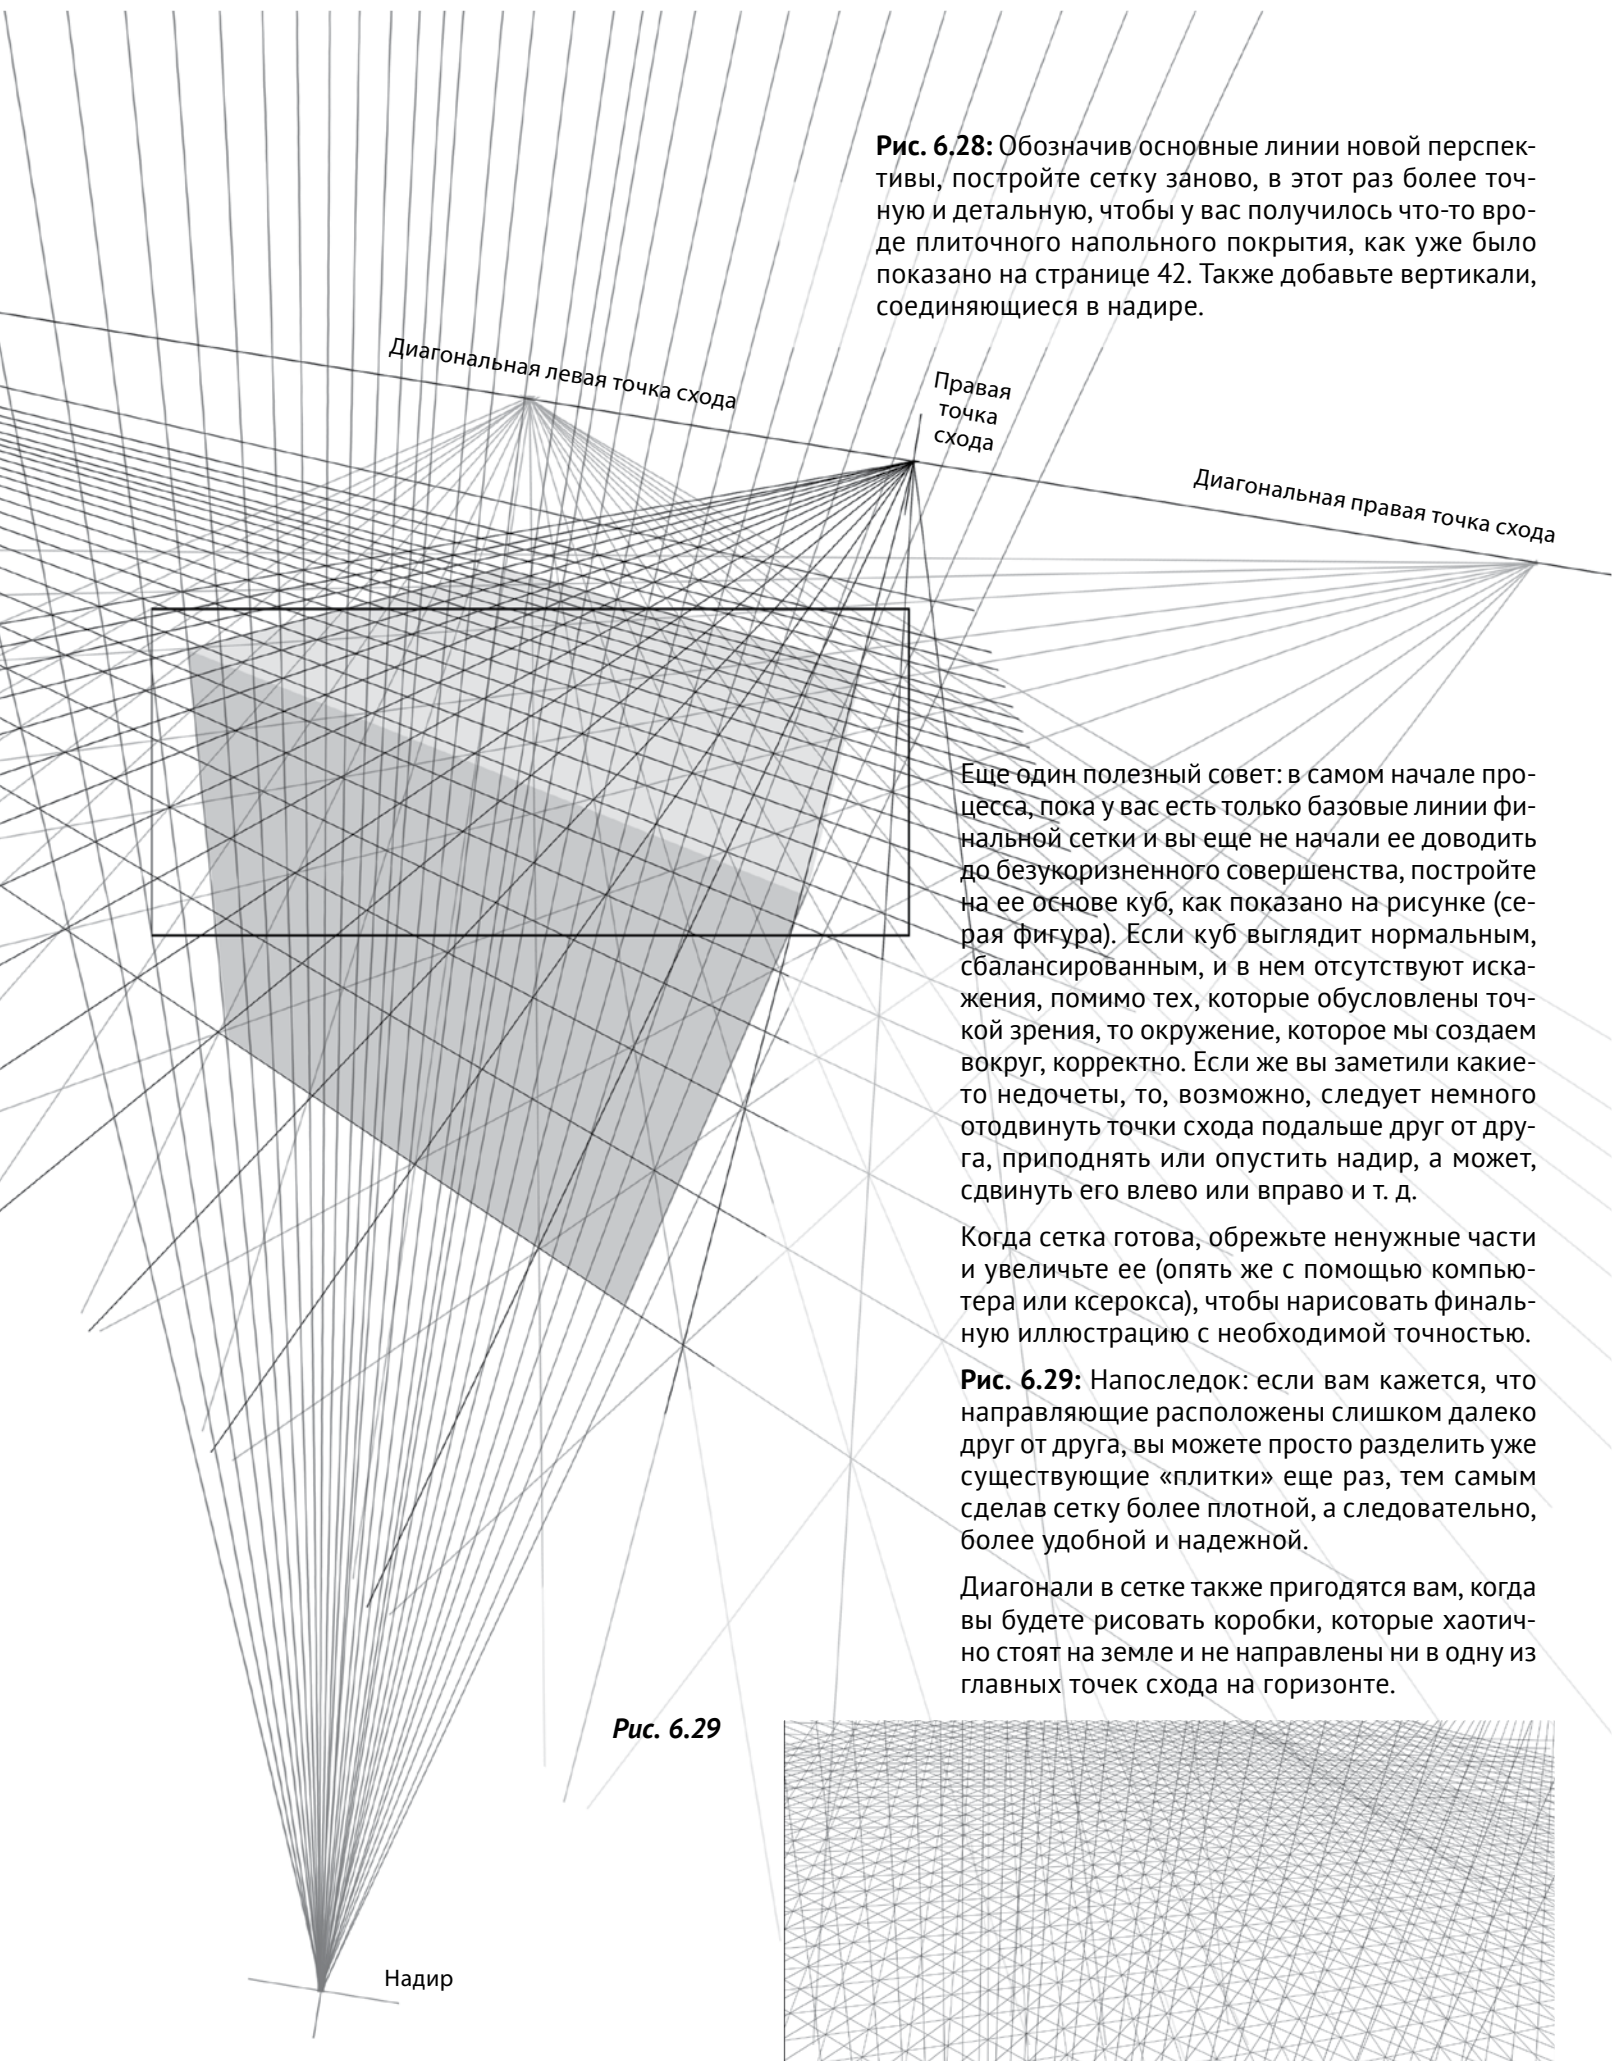 Рис. 6.28: Обозначив основные линии новой перспек-
тивы, постройте сетку заново, в этот раз более точ-
ную и детальную, чтобы у вас получилось что-то вро-
де плиточного напольного покрытия, как уже было
показано на странице 42. Также добавьте вертикали,
соединяющиеся в надире.
Диагональная левая точка схода
Правая
точка
схода
Диагональная правая точка схода
Еще один полезный совет: в самом начале про-
цесса, пока у вас есть только базовые линии фи-
нальной сетки и вы еще не начали ее доводить
до безукоризненного совершенства, постройте
на ее основе куб, как показано на рисунке (се-
рая фигура). Если куб выглядит нормальным,
сбалансированным, и в нем отсутствуют иска-
жения, помимо тех, которые обусловлены точ-
кой зрения, то окружение, которое мы создаем
вокруг, корректно. Если же вы заметили какие-
то недочеты, то, возможно, следует немного
отодвинуть точки схода подальше друг от дру-
га, приподнять или опустить надир, а может,
сдвинуть его влево или вправо и т. д.
Когда сетка готова, обрежьте ненужные части
и увеличьте ее (опять же с помощью компью-
тера или ксерокса), чтобы нарисовать финаль-
ную иллюстрацию с необходимой точностью.
Рис. 6.29: Напоследок: если вам кажется, что
направляющие расположены слишком далеко
друг от друга, вы можете просто разделить уже
существующие «плитки» еще раз, тем самым
сделав сетку более плотной, а следовательно,
более удобной и надежной.
Диагонали в сетке также пригодятся вам, когда
вы будете рисовать коробки, которые хаотич-
но стоят на земле и не направлены ни в одну из
главных точек схода на горизонте.
Рис. 6.29
Надир